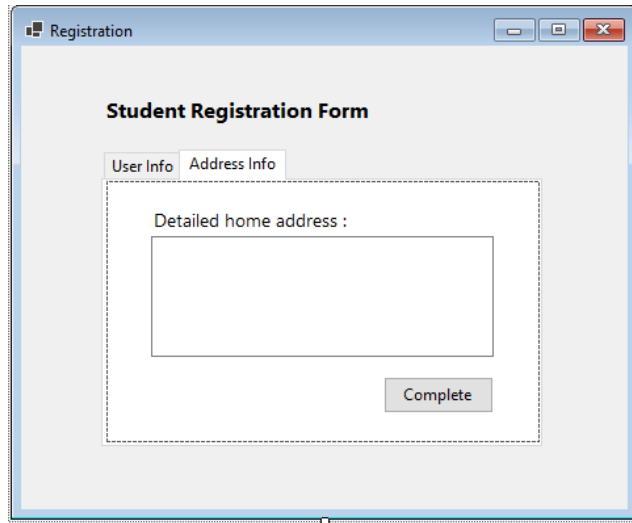 Registration
Student Registration Form
User Info Address Info
Detailed home address :
Complete